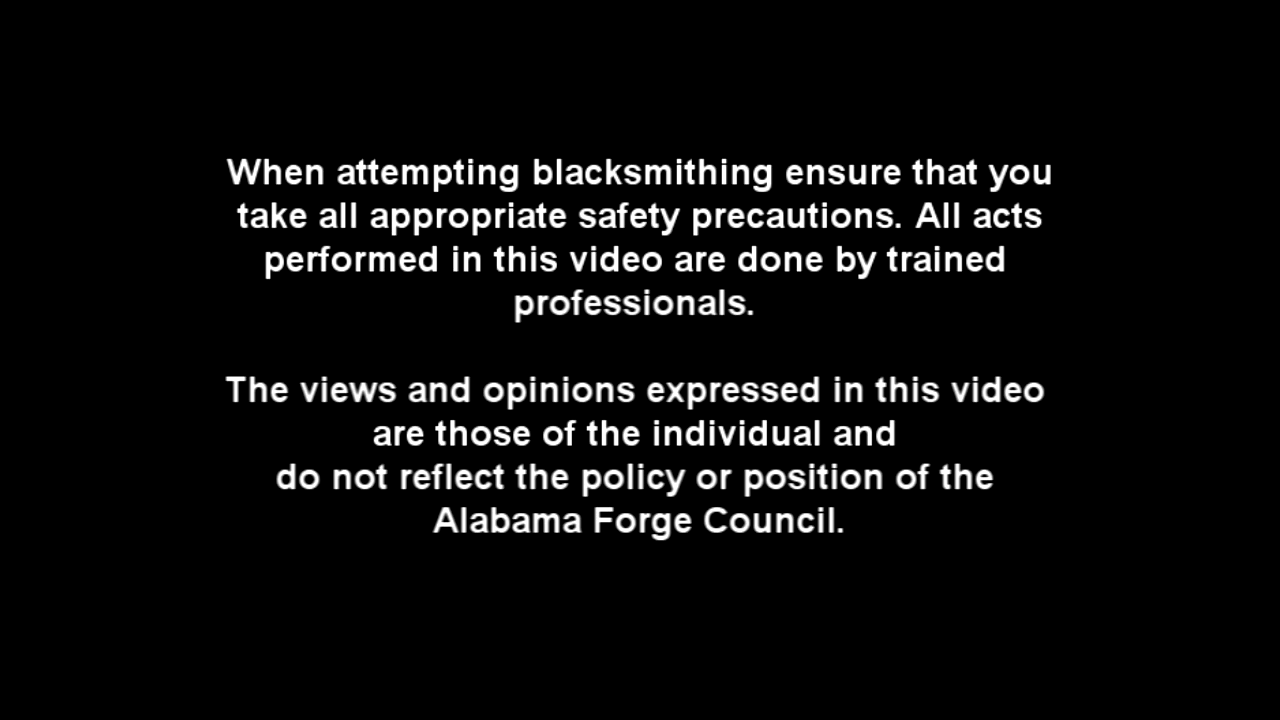 When attempting blacksmithing ensure that you
take all appropriate safety precautions. All acts
performed in this video are done by trained
professionals.
The views and opinions expressed in this video
are those of the individual and
do not reflect the policy or position of the
Alabama Forge Council.